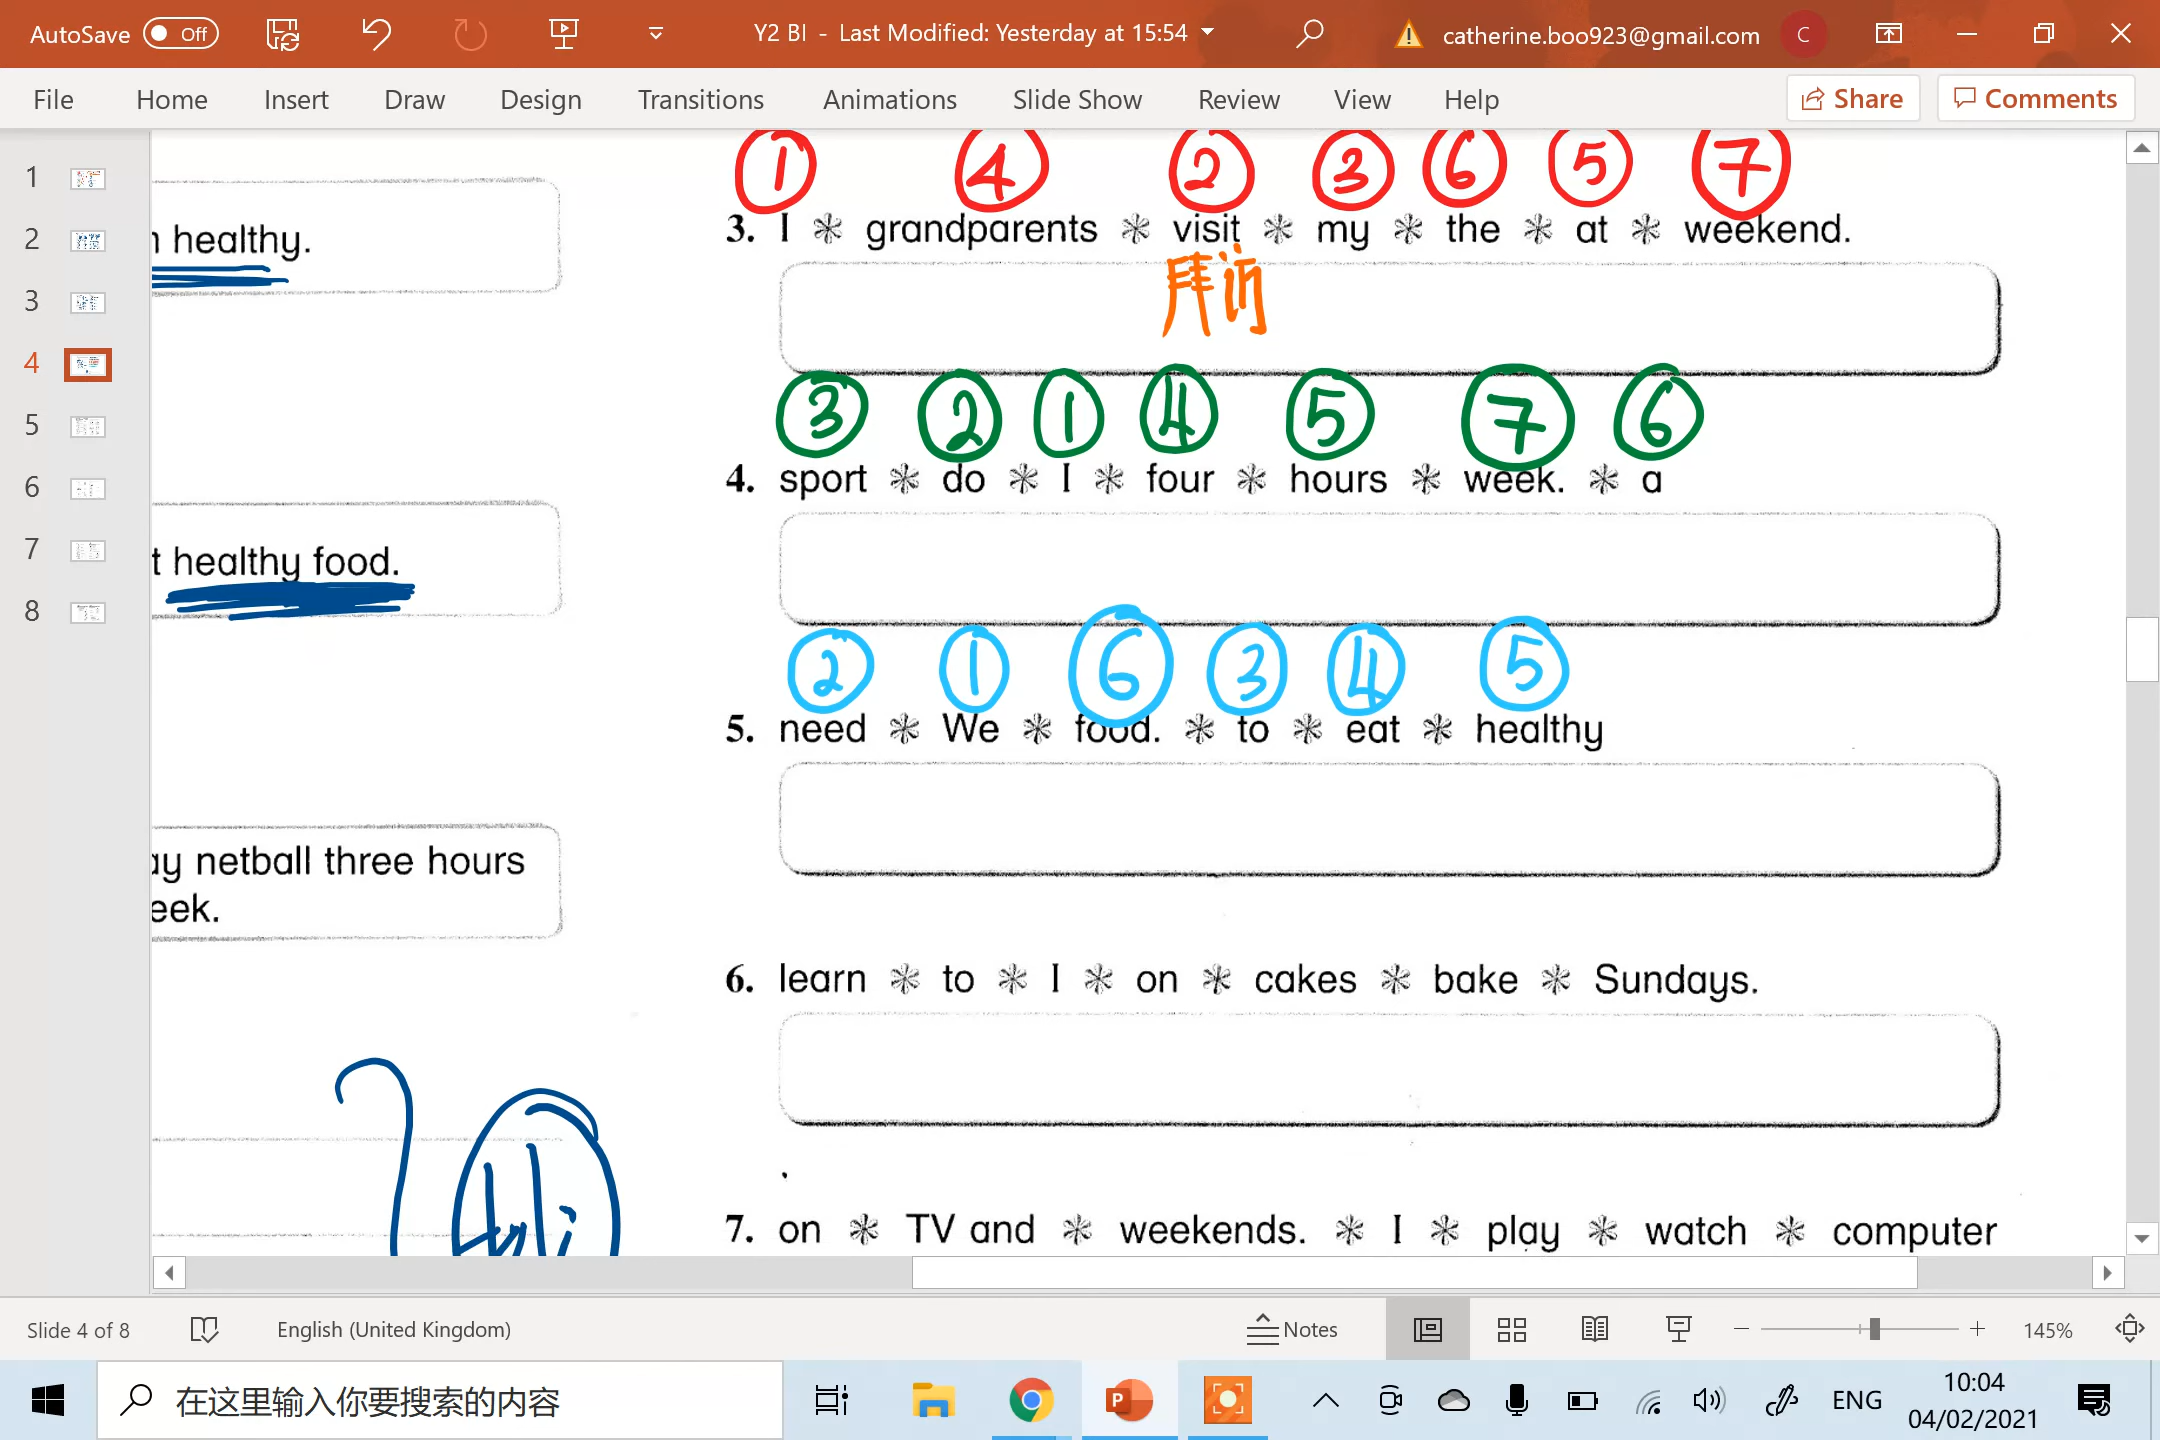 AutoSave Off Y2 BI - Last Modified: Yesterday at 15:54 catherine.boo923@gmail.com C
File Home Insert Draw Design Transitions Animations Slide Show Review View Help Share Comments
1
2
3
4
5
6
7
8
healthy.
healthy food.
netball three hours
1 4 2 3 6 5 7
3. I * grandparents * visit * my * the * at * weekend.
拜访
3 2 1 4 5 7 6
4. sport * do * I * four * hours * week. * a
2 1 6 3 4 5
5. need * We * food. * to * eat * healthy
6. learn * to * I * on * cakes * bake * Sundays.
7. on * TV and * weekends. * I * play * watch * computer
Slide 4 of 8 English (United Kingdom) Notes 145%
在这里输入你要搜索的内容 P ENG 10:04
04/02/2021